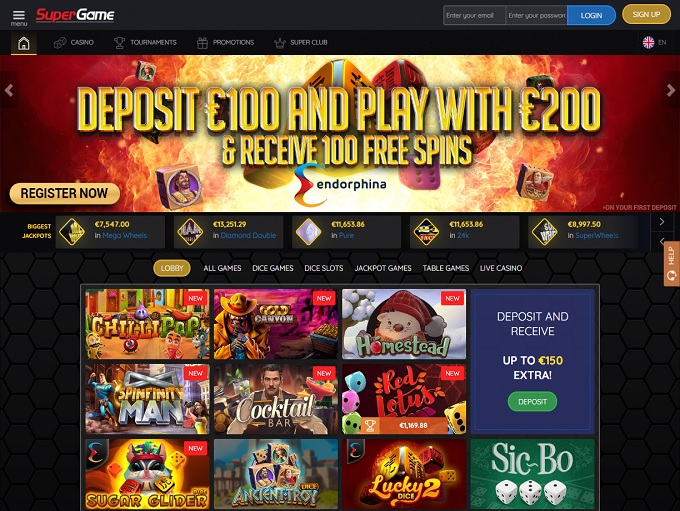 menu
SuperGame
Enter your email
Enter your passwor
LOGIN
SIGN UP
CASINO
TOURNAMENTS
PROMOTIONS
SUPER CLUB
EN
DEPOSIT €100 AND PLAY WITH €200
& RECEIVE 100 FREE SPINS
endorphina
REGISTER NOW
*ON YOUR FIRST DEPOSIT
BIGGEST
JACKPOTS
€7,547.00
in Mega Wheels
€13,251.29
in Diamond Double
€11,653.86
in Pure
€11,653.86
in 24k
€8,997.50
in SuperWheels
HELP
LOBBY
ALL GAMES
DICE GAMES
DICE SLOTS
JACKPOT GAMES
TABLE GAMES
LIVE CASINO
NEW
CHILLI POP
NEW
GOLD CANYON
NEW
Homestead
DEPOSIT AND
RECEIVE
UP TO €150
EXTRA!
DEPOSIT
NEW
SPINFINITY
MAN
NEW
Cocktail
BAR
NEW
Red
Lotus
€1,169.88
NEW
SUGAR GLIDER
DICE
ANCIENT TROY
DICE
Lucky
Dice 2
Sic-Bo